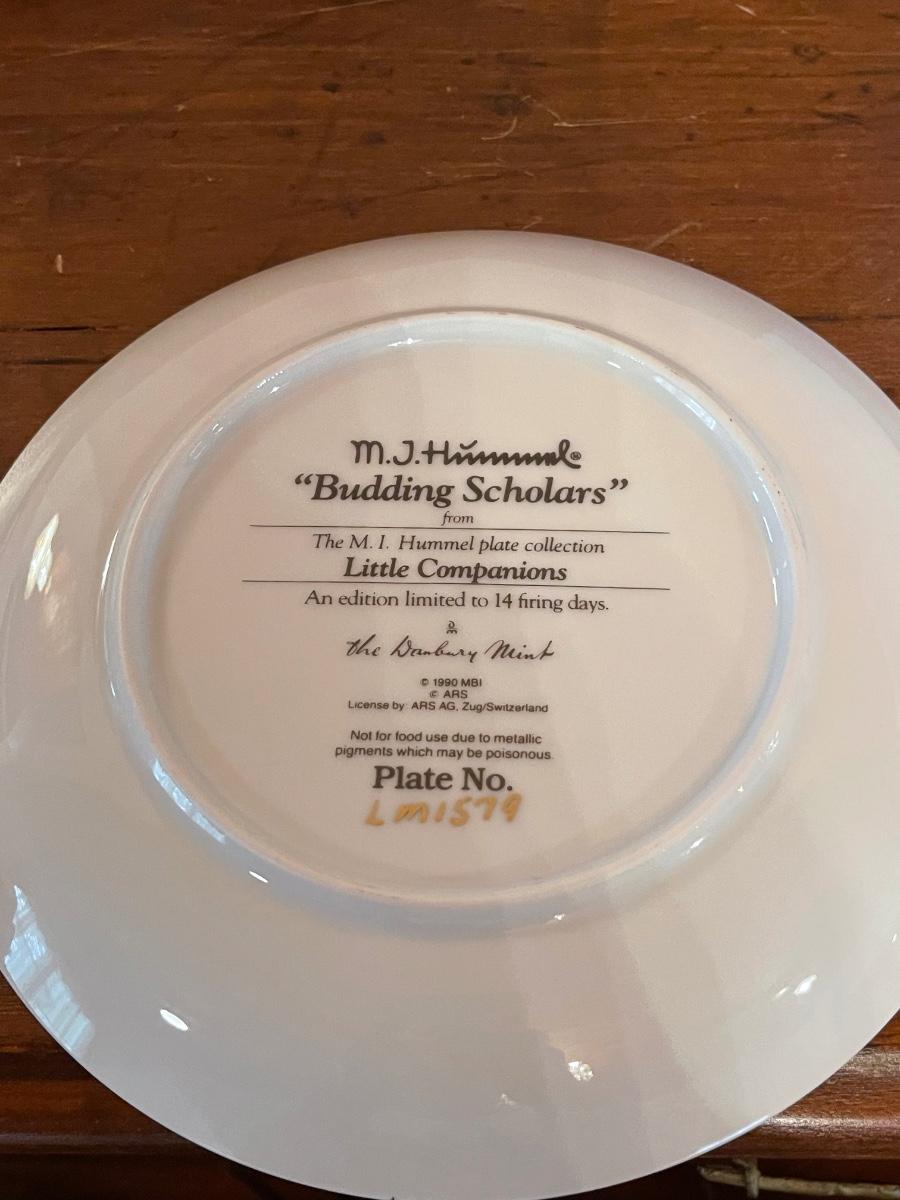 M.J.Hummel®
“Budding Scholars”
from
The M. I. Hummel plate collection
Little Companions
An edition limited to 14 firing days.
DM
the Danbury Mint
© 1990 MBI
© ARS
License by: ARS AG, Zug/Switzerland
Not for food use due to metallic
pigments which may be poisonous.
Plate No.
LM1579